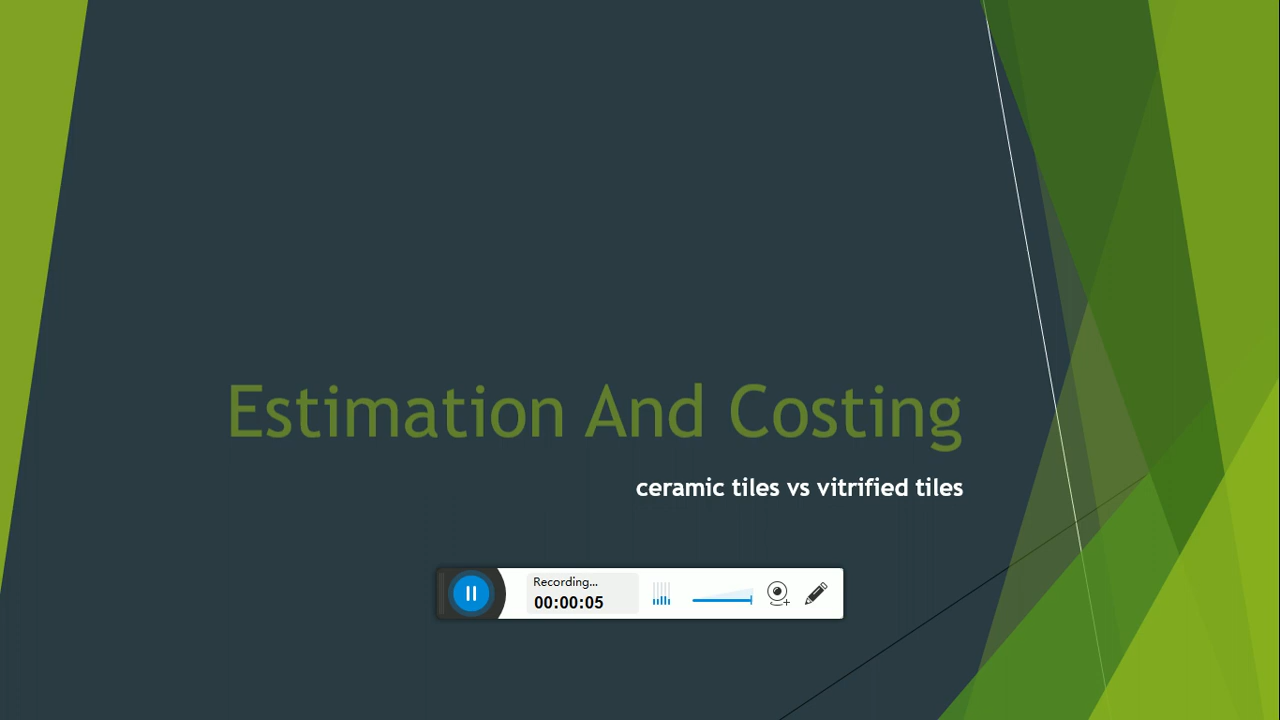 Estimation And Costing
ceramic tiles vs vitrified tiles
Recording...
00:00:05